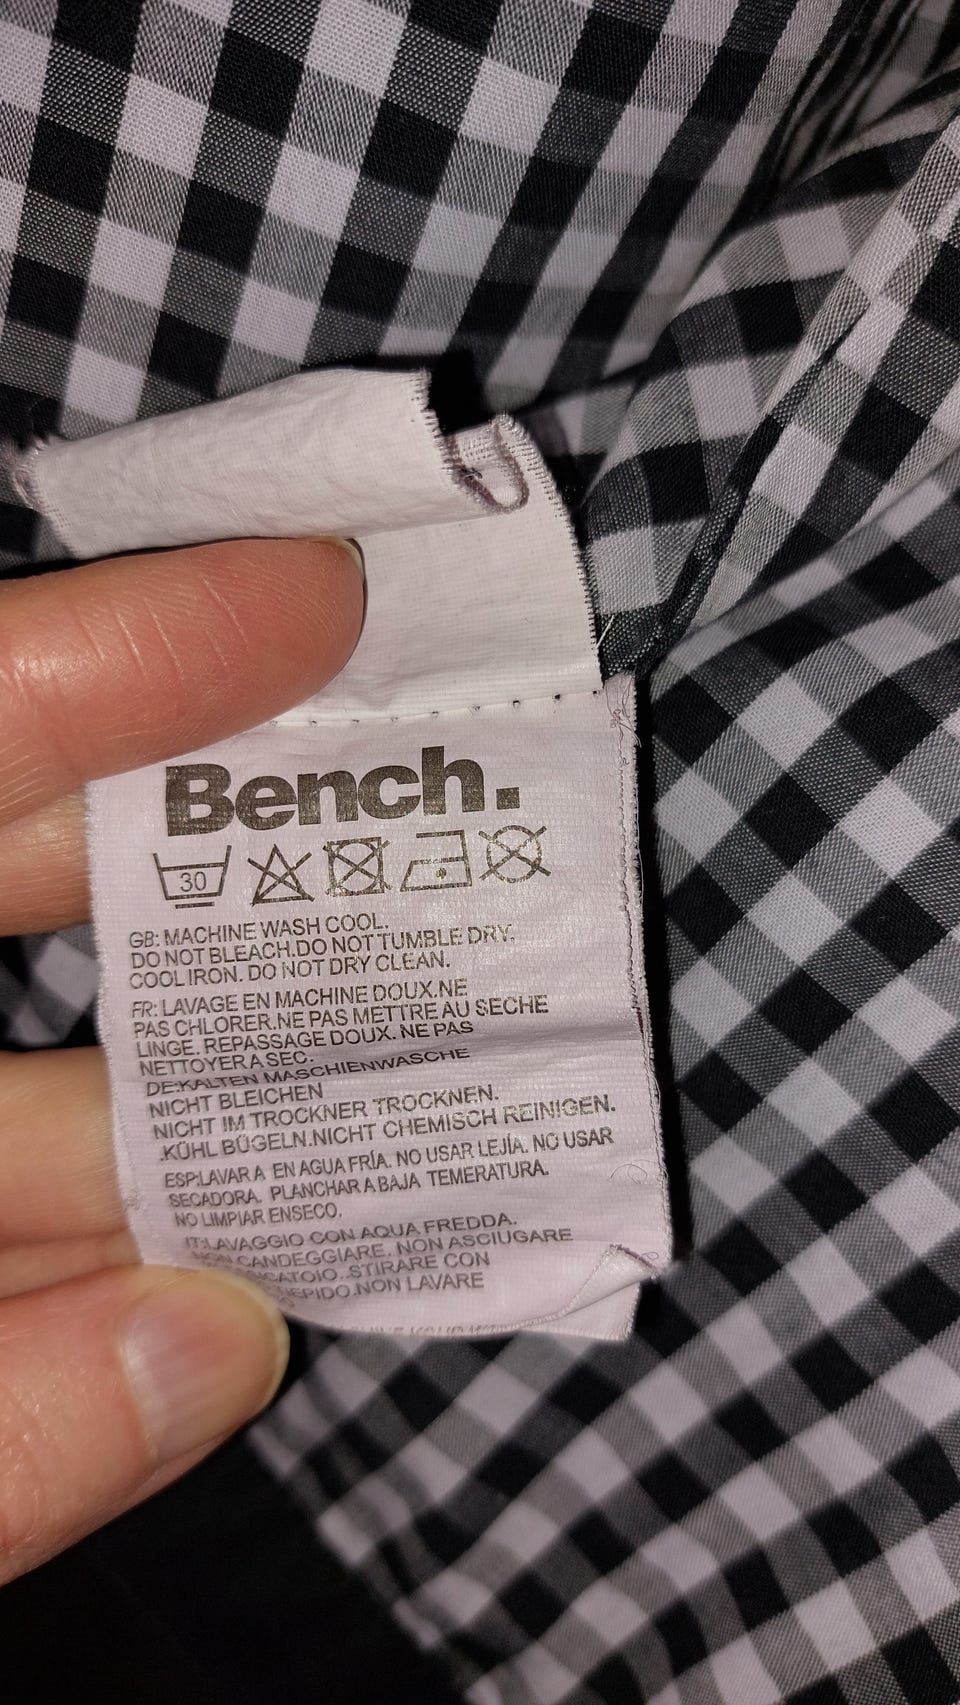 Bench.
30
GB: MACHINE WASH COOL.
DO NOT BLEACH.DO NOT TUMBLE DRY.
COOL IRON. DO NOT DRY CLEAN.
FR: LAVAGE EN MACHINE DOUX.NE
PAS CHLORER.NE PAS METTRE AU SECHE
LINGE. REPASSAGE DOUX. NE PAS
NETTOYER A SEC.
DE:KALTEN MASCHIENWASCHE
NICHT BLEICHEN
NICHT IM TROCKNER TROCKNEN.
.KÜHL BÜGELN.NICHT CHEMISCH REINIGEN.
ESP:LAVAR A EN AGUA FRÍA. NO USAR LEJÍA. NO USAR
SECADORA. PLANCHAR A BAJA TEMERATURA.
NO LIMPIAR ENSECO.
IT:LAVAGGIO CON AQUA FREDDA.
NON CANDEGGIARE. NON ASCIUGARE
STIRARE CON
NON LAVARE